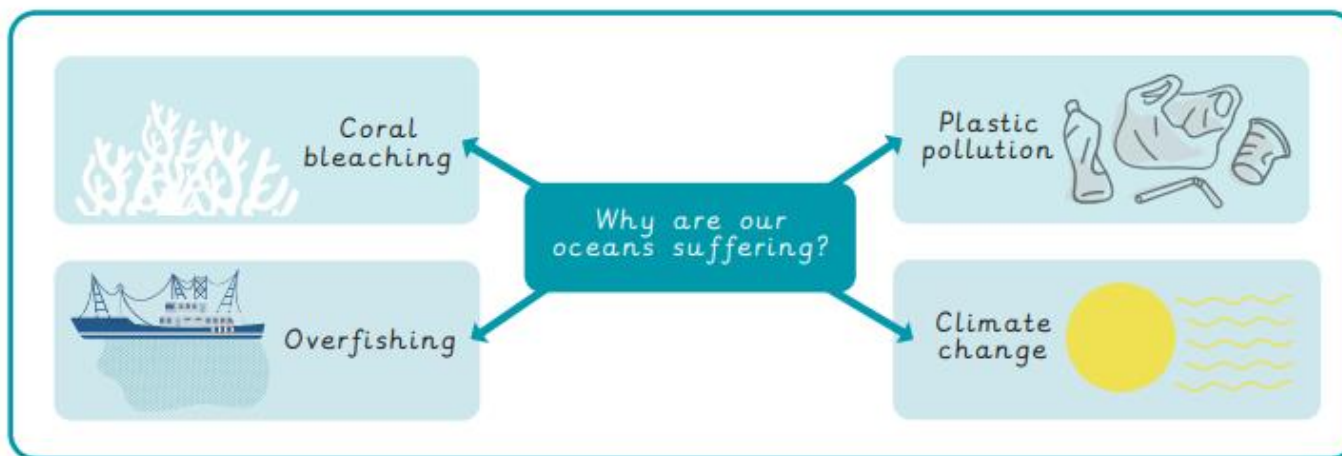 Coral
bleaching
Plastic
pollution
Why are our
oceans suffering?
Overfishing
Climate
change